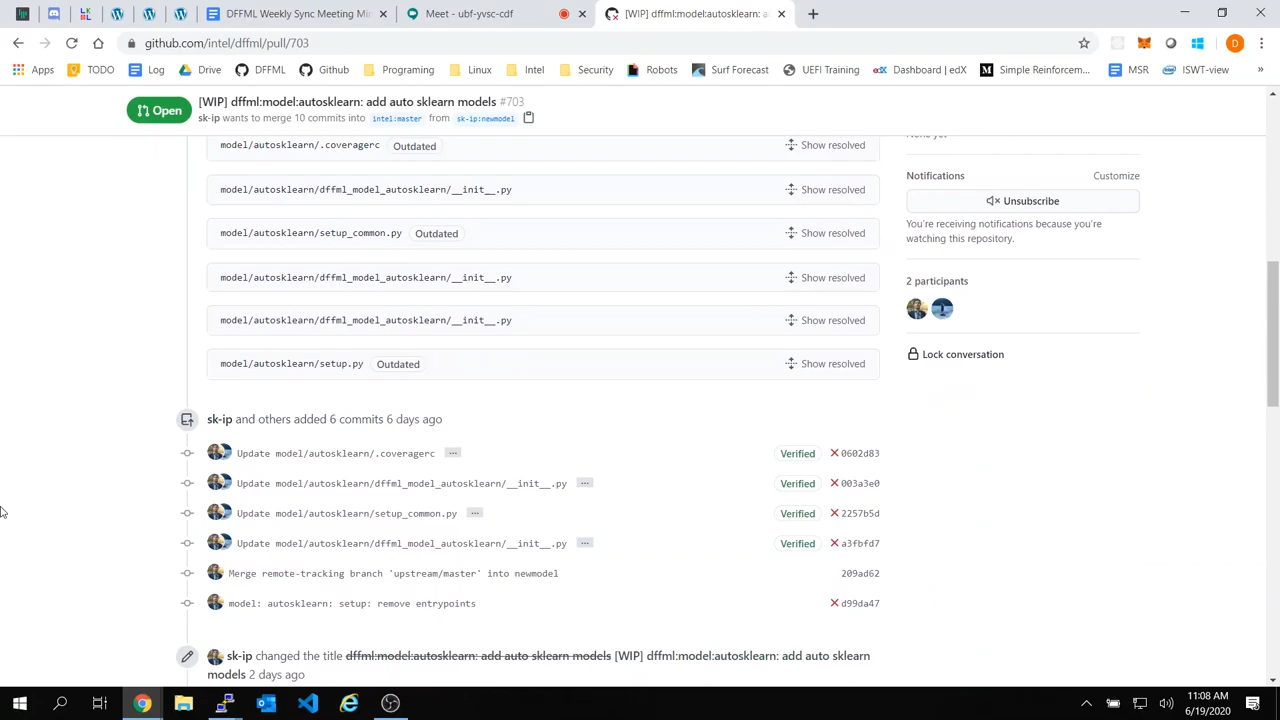 DFFML Weekly Sync Meeting Min
Meet - ubf-yvsc-cdf
[WIP] dffml:model:autosklearn: a
github.com/intel/dffml/pull/703
Apps TODO Log Drive DFFML Github Programing Linux Intel Security Robots Surf Forecast UEFI Training Dashboard | edX Simple Reinforcem... MSR ISWT-view »
Open
[WIP] dffml:model:autosklearn: add auto sklearn models #703
sk-ip wants to merge 10 commits into intel:master from sk-ip:newmodel
None yet
model/autosklearn/.coveragerc Outdated Show resolved
model/autosklearn/dffml_model_autosklearn/__init__.py Show resolved
model/autosklearn/setup_common.py Outdated Show resolved
model/autosklearn/dffml_model_autosklearn/__init__.py Show resolved
model/autosklearn/dffml_model_autosklearn/__init__.py Show resolved
model/autosklearn/setup.py Outdated Show resolved
Notifications Customize
Unsubscribe
You're receiving notifications because you're
watching this repository.
2 participants
Lock conversation
sk-ip and others added 6 commits 6 days ago
Update model/autosklearn/.coveragerc ... Verified 0602d83
Update model/autosklearn/dffml_model_autosklearn/__init__.py ... Verified 003a3e0
Update model/autosklearn/setup_common.py ... Verified 2257b5d
Update model/autosklearn/dffml_model_autosklearn/__init__.py ... Verified a3fbfd7
Merge remote-tracking branch 'upstream/master' into newmodel 209ad62
model: autosklearn: setup: remove entrypoints d99da47
sk-ip changed the title dffml:model:autosklearn: add auto sklearn models [WIP] dffml:model:autosklearn: add auto sklearn
models 2 days ago
11:08 AM
6/19/2020